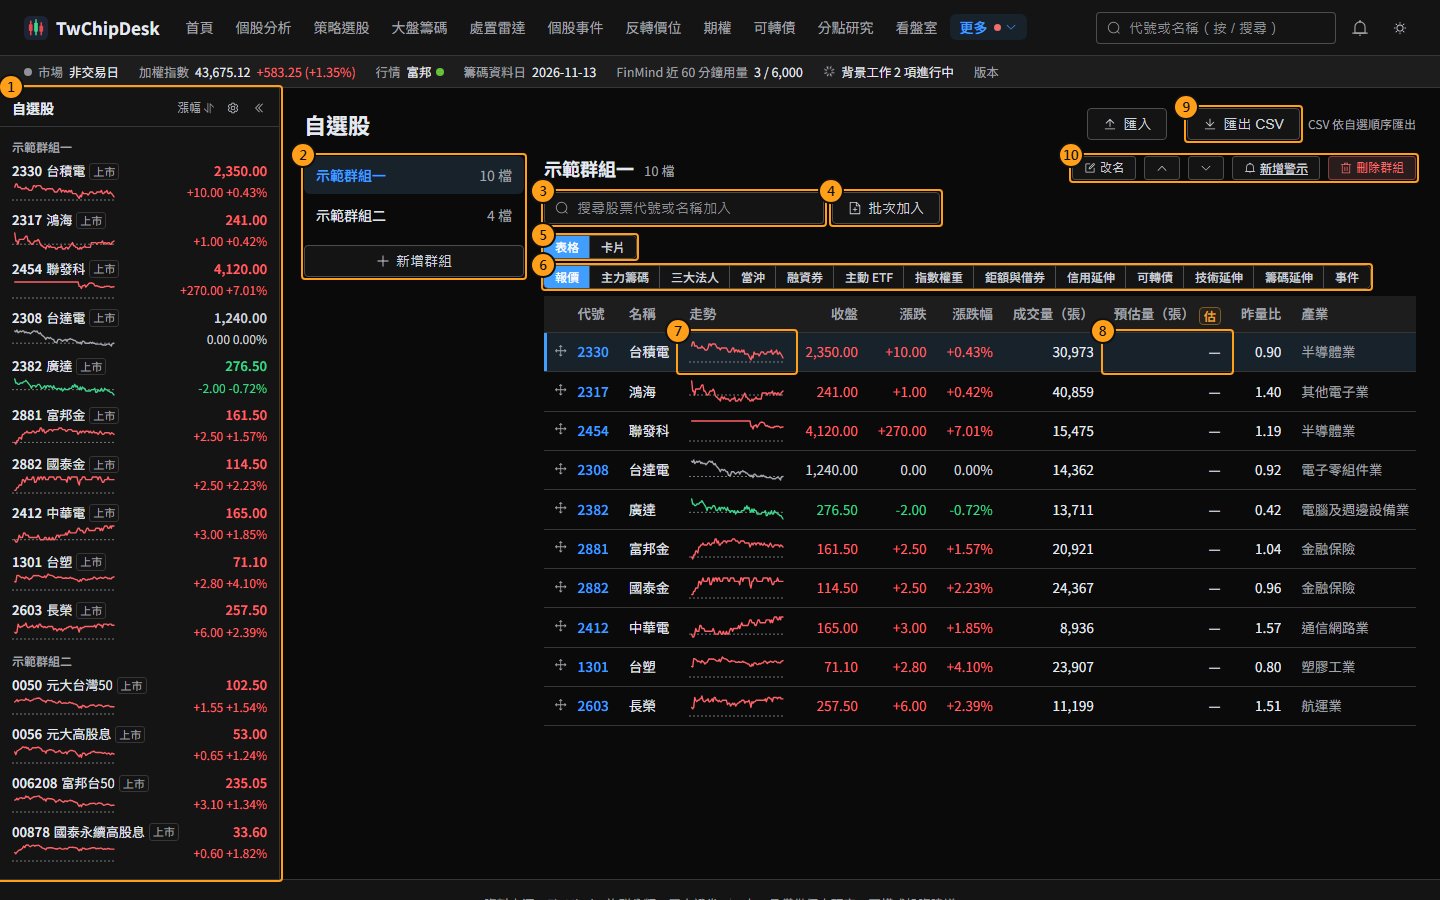 TwChipDesk 首頁 個股分析 策略選股 大盤籌碼 處置雷達 個股事件 反轉價位 期權 可轉債 分點研究 看盤室 更多 代號或名稱（按 / 搜尋）
市場 非交易日 加權指數 43,675.12 +583.25 (+1.35%) 行情 富邦 籌碼資料日 2026-11-13 FinMind 近 60 分鐘用量 3 / 6,000 背景工作 2 項進行中 版本
1
自選股 漲幅
示範群組一
2330 台積電 上市 2,350.00
+10.00 +0.43%
2317 鴻海 上市 241.00
+1.00 +0.42%
2454 聯發科 上市 4,120.00
+270.00 +7.01%
2308 台達電 上市 1,240.00
0.00 0.00%
2382 廣達 上市 276.50
-2.00 -0.72%
2881 富邦金 上市 161.50
+2.50 +1.57%
2882 國泰金 上市 114.50
+2.50 +2.23%
2412 中華電 上市 165.00
+3.00 +1.85%
1301 台塑 上市 71.10
+2.80 +4.10%
2603 長榮 上市 257.50
+6.00 +2.39%
示範群組二
0050 元大台灣50 上市 102.50
+1.55 +1.54%
0056 元大高股息 上市 53.00
+0.65 +1.24%
006208 富邦台50 上市 235.05
+3.10 +1.34%
00878 國泰永續高股息 上市 33.60
+0.60 +1.82%
自選股
匯入
9
匯出 CSV
CSV 依自選順序匯出
2
示範群組一 10 檔
示範群組二 4 檔
新增群組
示範群組一 10 檔
10
改名 新增警示 刪除群組
3
搜尋股票代號或名稱加入
4
批次加入
5
表格 卡片
6
報價 主力籌碼 三大法人 當沖 融資券 主動 ETF 指數權重 鉅額與借券 信用延伸 可轉債 技術延伸 籌碼延伸 事件
代號 名稱 走勢 收盤 漲跌 漲跌幅 成交量（張） 預估量（張） 估 昨量比 產業
7
8
2330 台積電 2,350.00 +10.00 +0.43% 30,973 — 0.90 半導體業
2317 鴻海 241.00 +1.00 +0.42% 40,859 — 1.40 其他電子業
2454 聯發科 4,120.00 +270.00 +7.01% 15,475 — 1.19 半導體業
2308 台達電 1,240.00 0.00 0.00% 14,362 — 0.92 電子零組件業
2382 廣達 276.50 -2.00 -0.72% 13,711 — 0.42 電腦及週邊設備業
2881 富邦金 161.50 +2.50 +1.57% 20,921 — 1.04 金融保險
2882 國泰金 114.50 +2.50 +2.23% 24,367 — 0.96 金融保險
2412 中華電 165.00 +3.00 +1.85% 8,936 — 1.57 通信網路業
1301 台塑 71.10 +2.80 +4.10% 23,907 — 0.80 塑膠工業
2603 長榮 257.50 +6.00 +2.39% 11,199 — 1.51 航運業